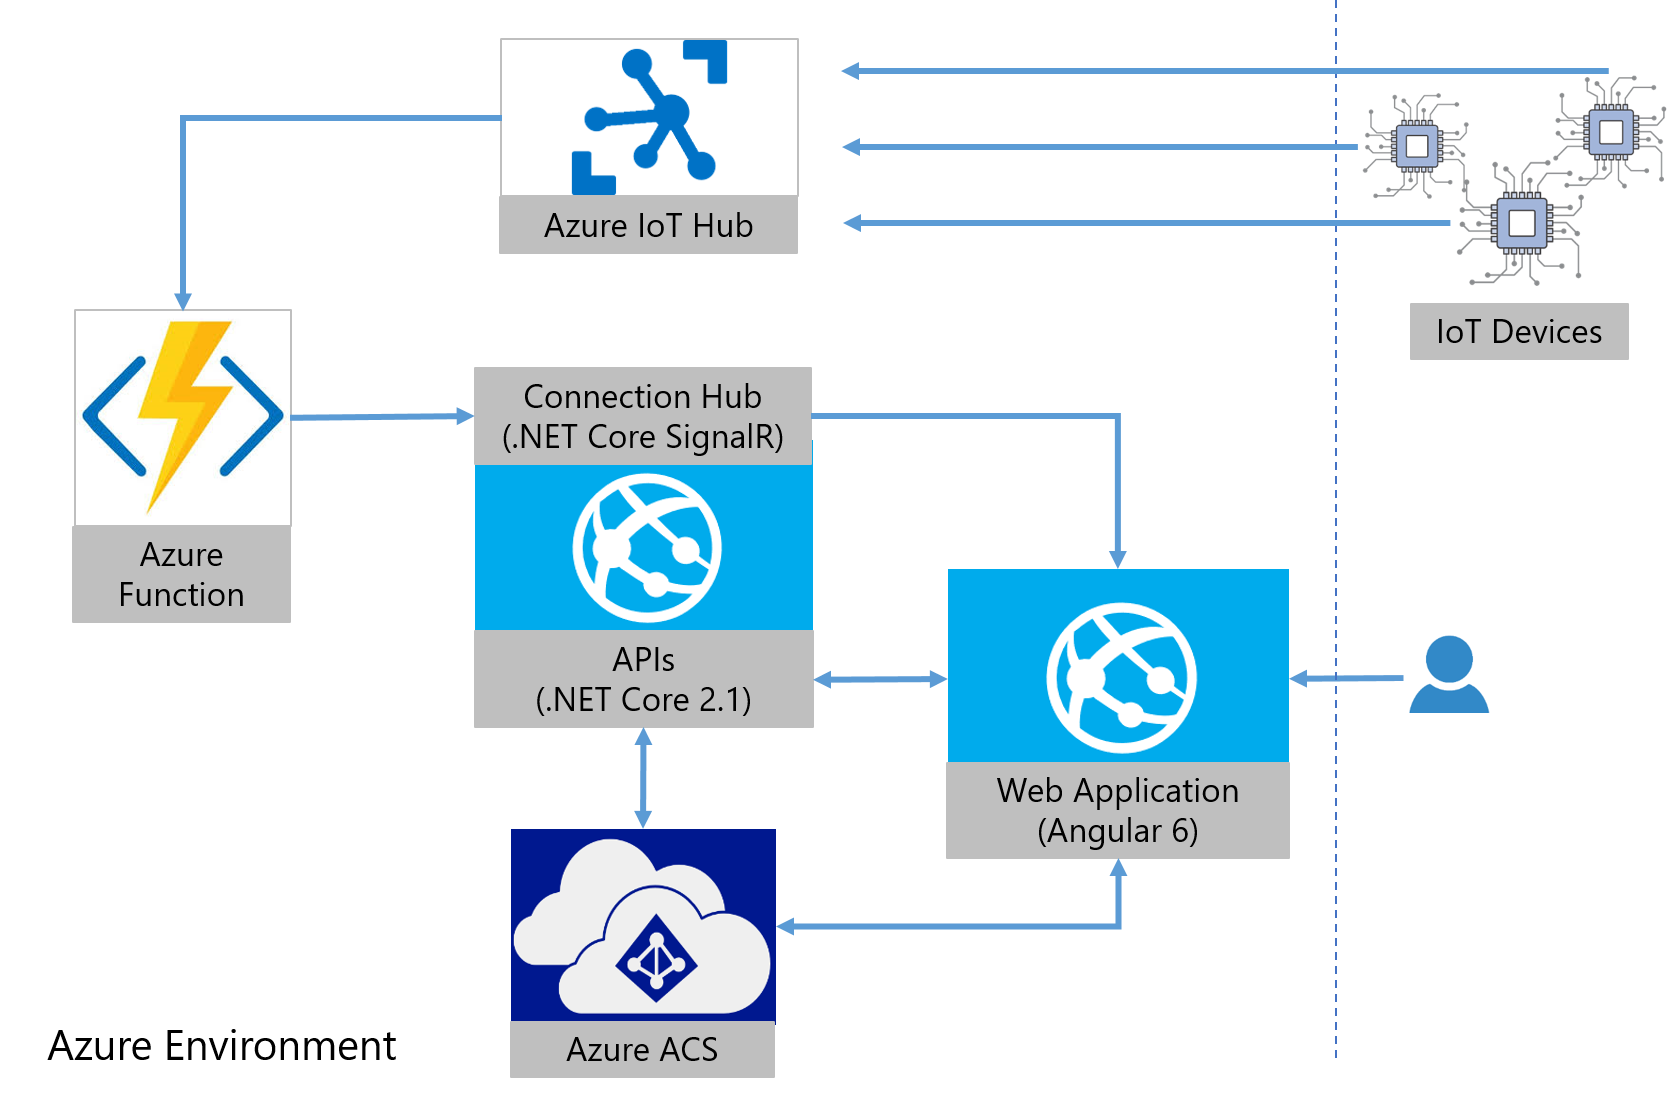 Azure IoT Hub
IoT Devices
Connection Hub
(.NET Core SignalR)
Azure
Function
APIs
(.NET Core 2.1)
Web Application
(Angular 6)
Azure ACS
Azure Environment